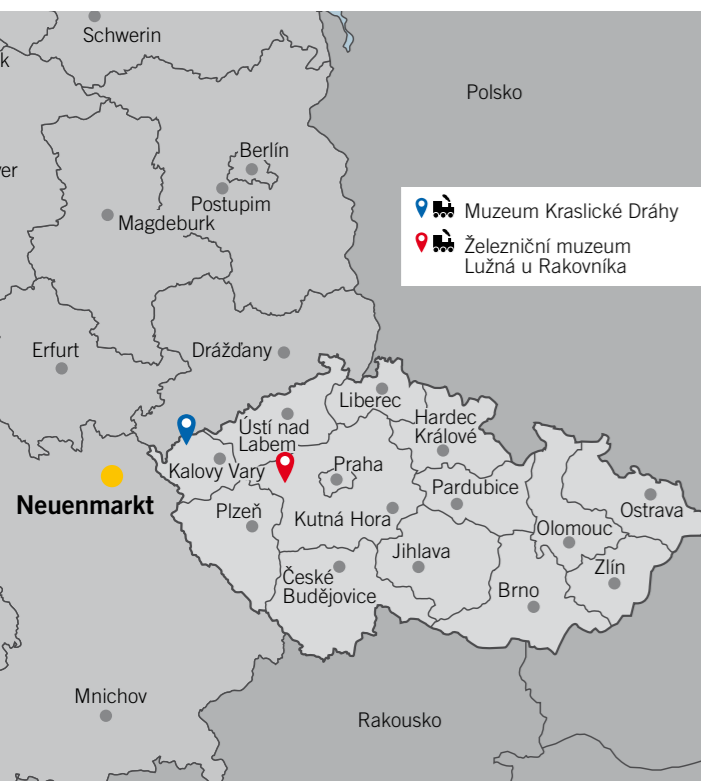 Schwerin
k
Polsko
Berlín
ver
Postupim
Magdeburk
Muzeum Kraslické Dráhy
Železniční muzeum
Lužná u Rakovníka
Erfurt
Drážďany
Liberec
Hardec
Králové
Ústí nad
Labem
Kalovy Vary
Praha
Pardubice
Neuenmarkt
Plzeň
Kutná Hora
Ostrava
Olomouc
Jihlava
Zlín
České
Budějovice
Brno
Mnichov
Rakousko